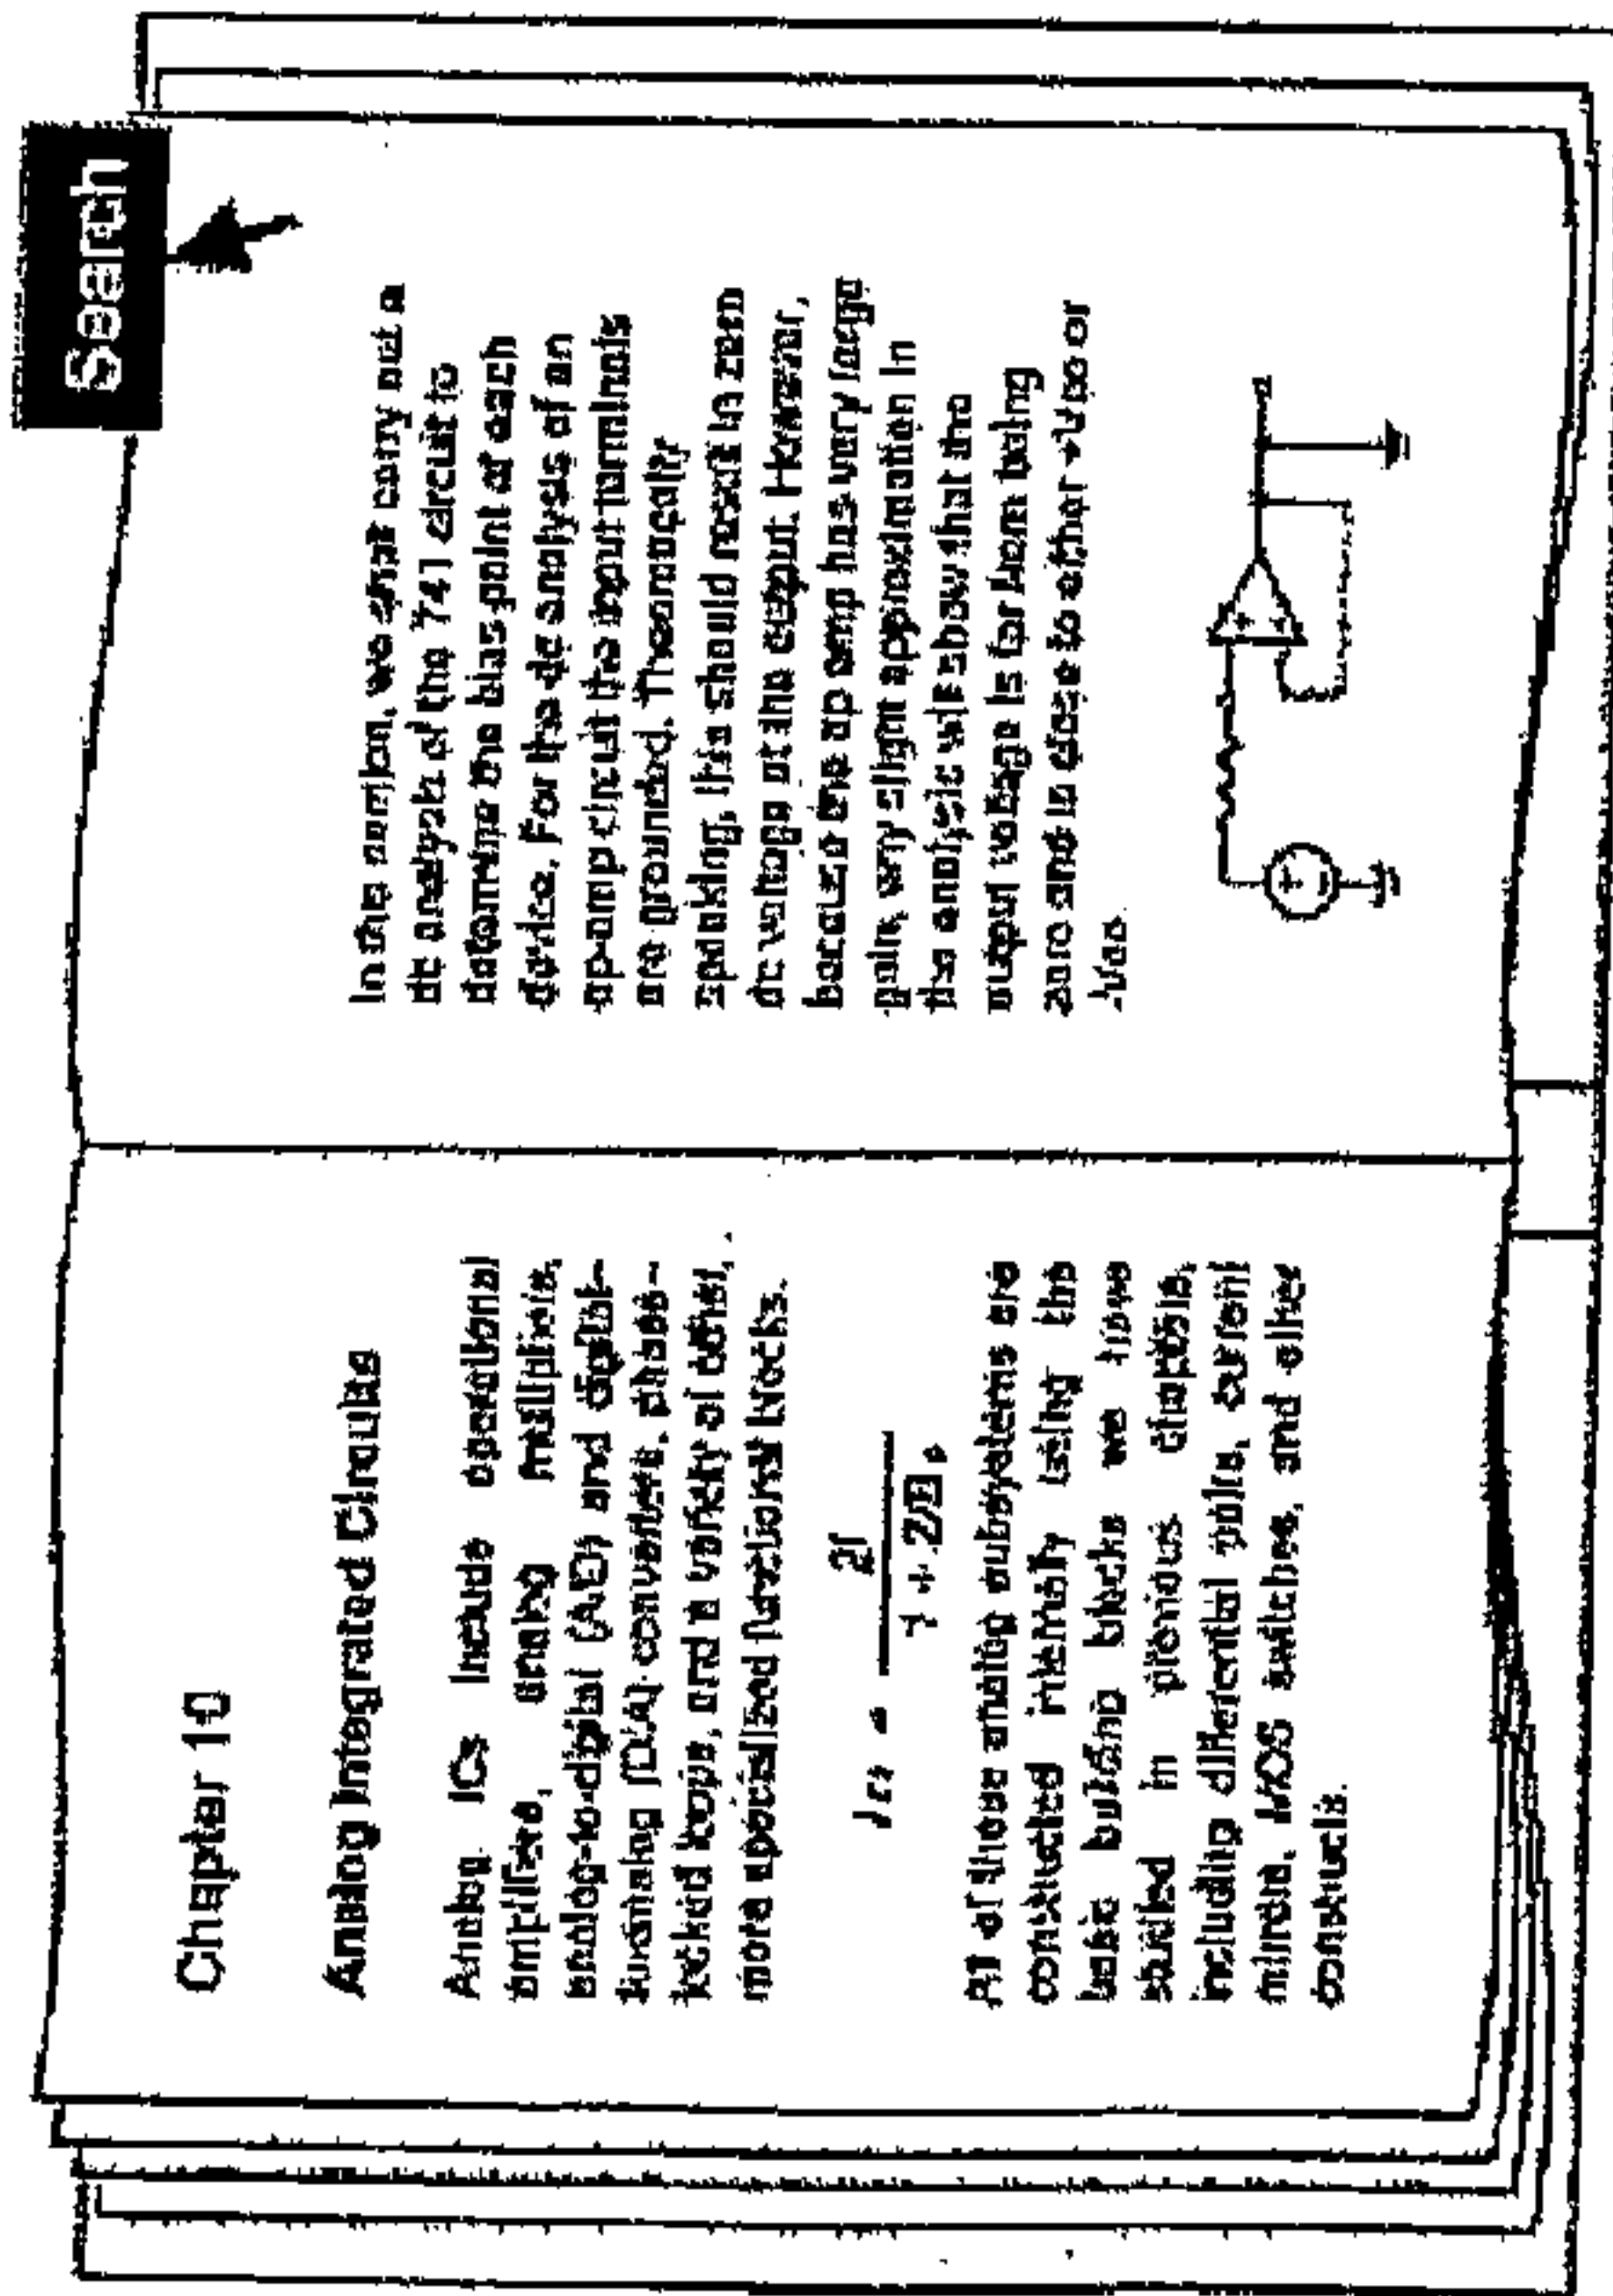 Chapter 10
Analog Integrated Circuits
Analog ICs include operational
amplifiers, analog multipliers,
analog-to-digital (A/D) and digital-
to-analog (D/A) converters, phase-
locked loops, and a variety of other,
more specialized functional blocks.
All of these analog subsystems are
constructed internally using the
basic building blocks we have
studied in previous chapters,
including differential pairs, current
mirrors, MOS switches, and other
constructs.
Search
In this section, we shall carry out a
dc analysis of the 741 circuit to
determine the bias point of each
device. For the dc analysis of an
op-amp circuit the input terminals
are grounded. Theoretically
speaking, this should result in zero
dc voltage at the output. However,
because the op amp has very large
gain, any slight approximation in
the analysis will show that the
output voltage is far from being
zero and is close to either +Vcc or